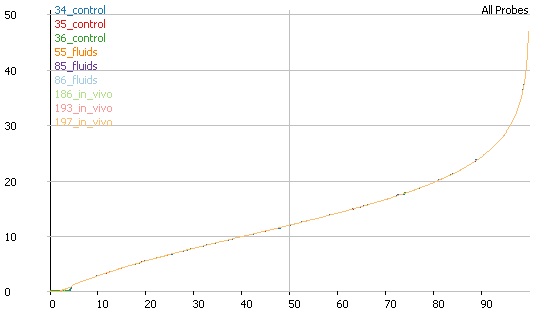 All Probes
34_control
35_control
36_control
55_fluids
85_fluids
86_fluids
186_in_vivo
193_in_vivo
197_in_vivo
50
40
30
20
10
0
0 10 20 30 40 50 60 70 80 90